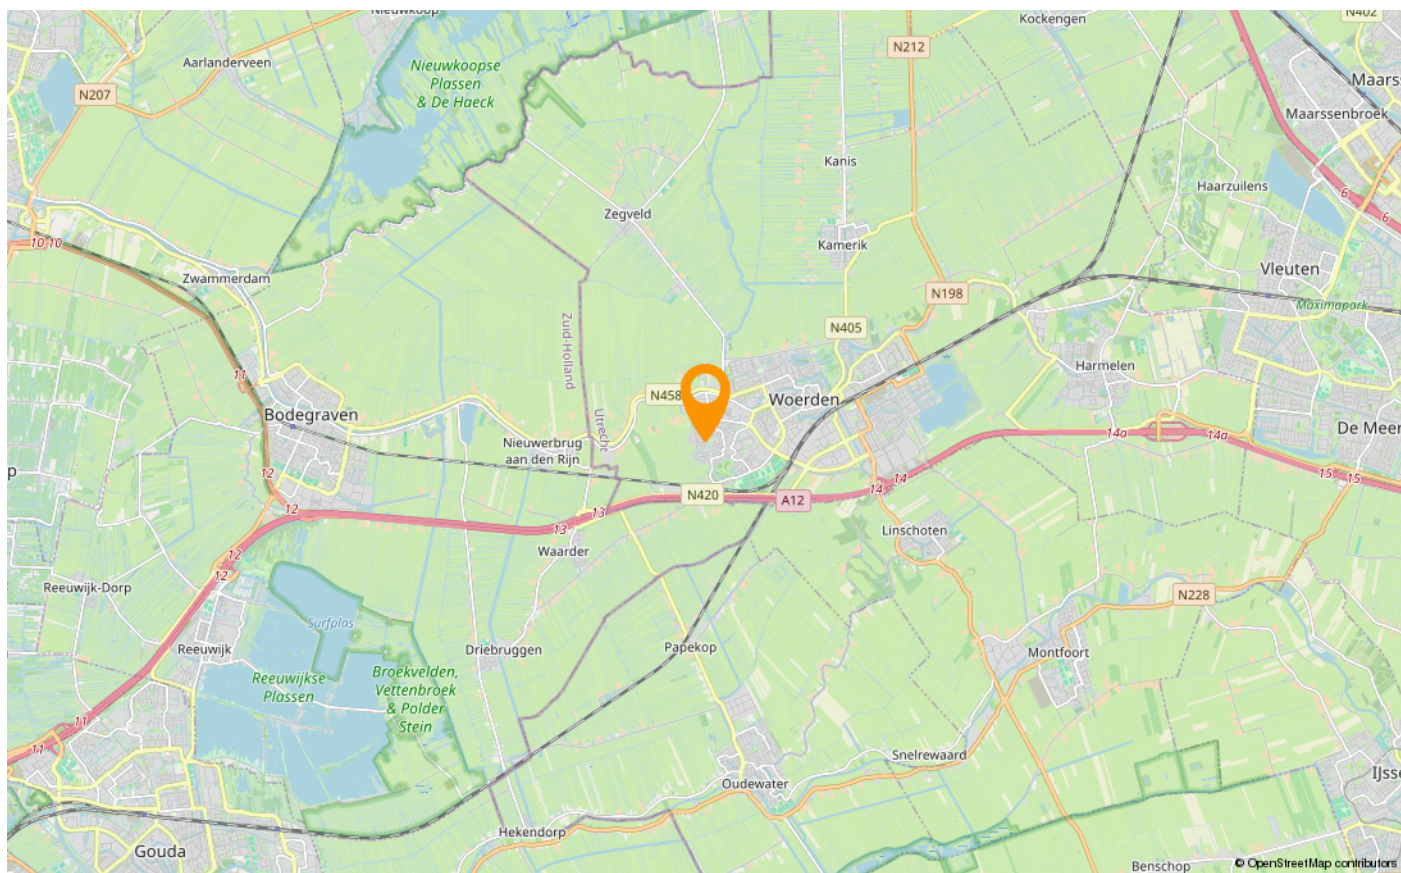 Nieuwkoop
N402
Kockengen
N212
Aarlanderveen
Nieuwkoopse
Plassen
& De Haeck
N207
Maarssenbroek
Kanis
6
6
Haarzuilens
Zegveld
Kamerik
10 10
Zwammerdam
Vleuten
N198
Maximapark
Zuid-Holland
N405
Harmelen
11
N458
Woerden
Bodegraven
Utrecht
De Meer
14a
14a
Nieuwerbrug
aan den Rijn
12
15
15
14
14
N420
A12
12
13
13
Linschoten
Waarder
12
12
Reeuwijk-Dorp
N228
Surfplas
Reeuwijk
Driebruggen
Papekop
Montfoort
Reeuwijkse
Plassen
Broekvelden,
Vettenbroek
& Polder
Stein
11
11
Snelrewaard
Oudewater
IJsse
Hekendorp
Gouda
Benschop
© OpenStreetMap contributors